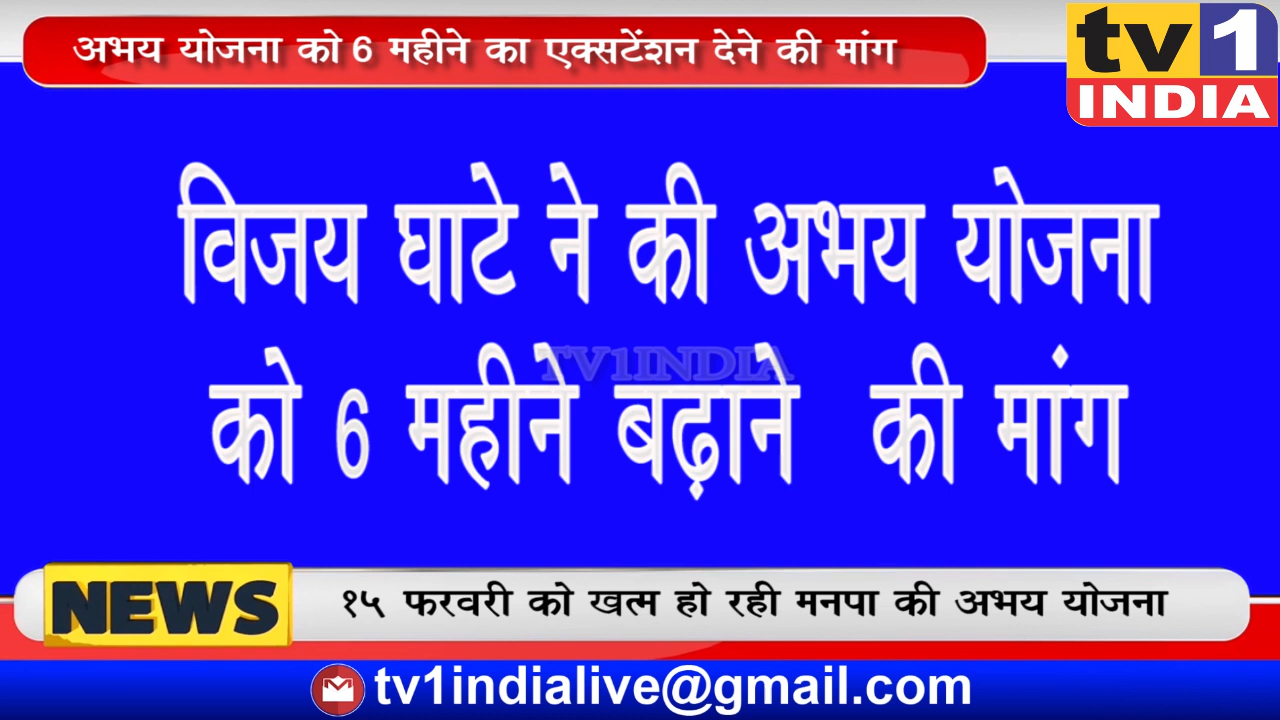 अभय योजना को 6 महीने का एक्सटेंशन देने की मांग
tv1
INDIA
विजय घाटे ने की अभय योजना
TV1INDIA
को 6 महीने बढ़ाने की मांग
NEWS
१५ फरवरी को खत्म हो रही मनपा की अभय योजना
tv1indialive@gmail.com